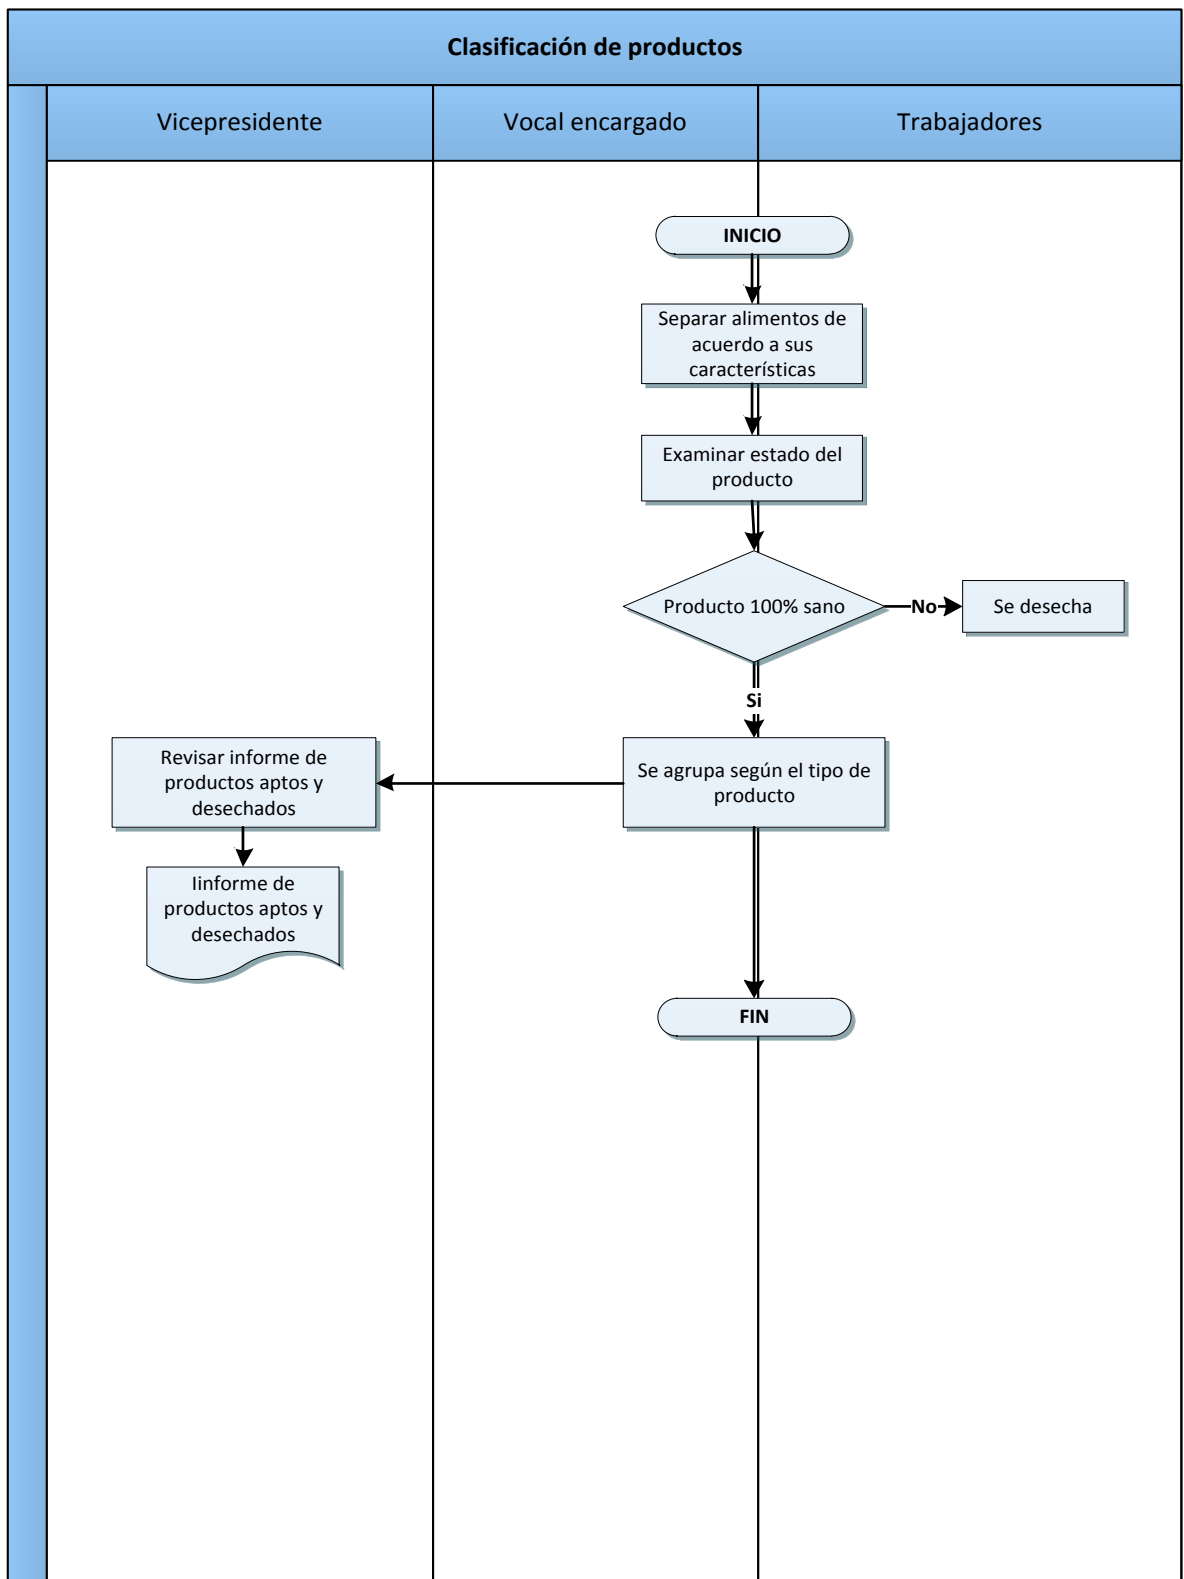 Clasificación de productos
Vicepresidente
Vocal encargado
Trabajadores
INICIO
Separar alimentos de
acuerdo a sus
características
Examinar estado del
producto
Producto 100% sano
No
Se desecha
Si
Se agrupa según el tipo de
producto
Revisar informe de
productos aptos y
desechados
Iinforme de
productos aptos y
desechados
FIN